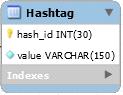 Hashtag
hash_id INT(30)
value VARCHAR(150)
Indexes